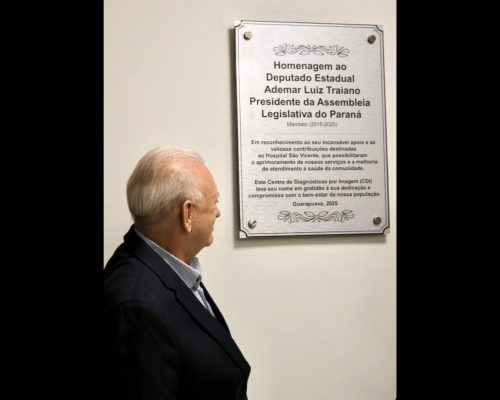 Homenagem ao
Deputado Estadual
Ademar Luiz Traiano
Presidente da Assembleia
Legislativa do Paraná
Mandato (2015-2025)
Em reconhecimento ao seu incansável apoio e às
valiosas contribuições destinadas
ao Hospital São Vicente, que possibilitaram
o aprimoramento de nossos serviços e a melhoria
do atendimento à saúde da comunidade.
Este Centro de Diagnósticos por Imagem (CDI)
leva seu nome em gratidão à sua dedicação e
compromisso com o bem-estar da nossa população.
Guarapuava, 2025